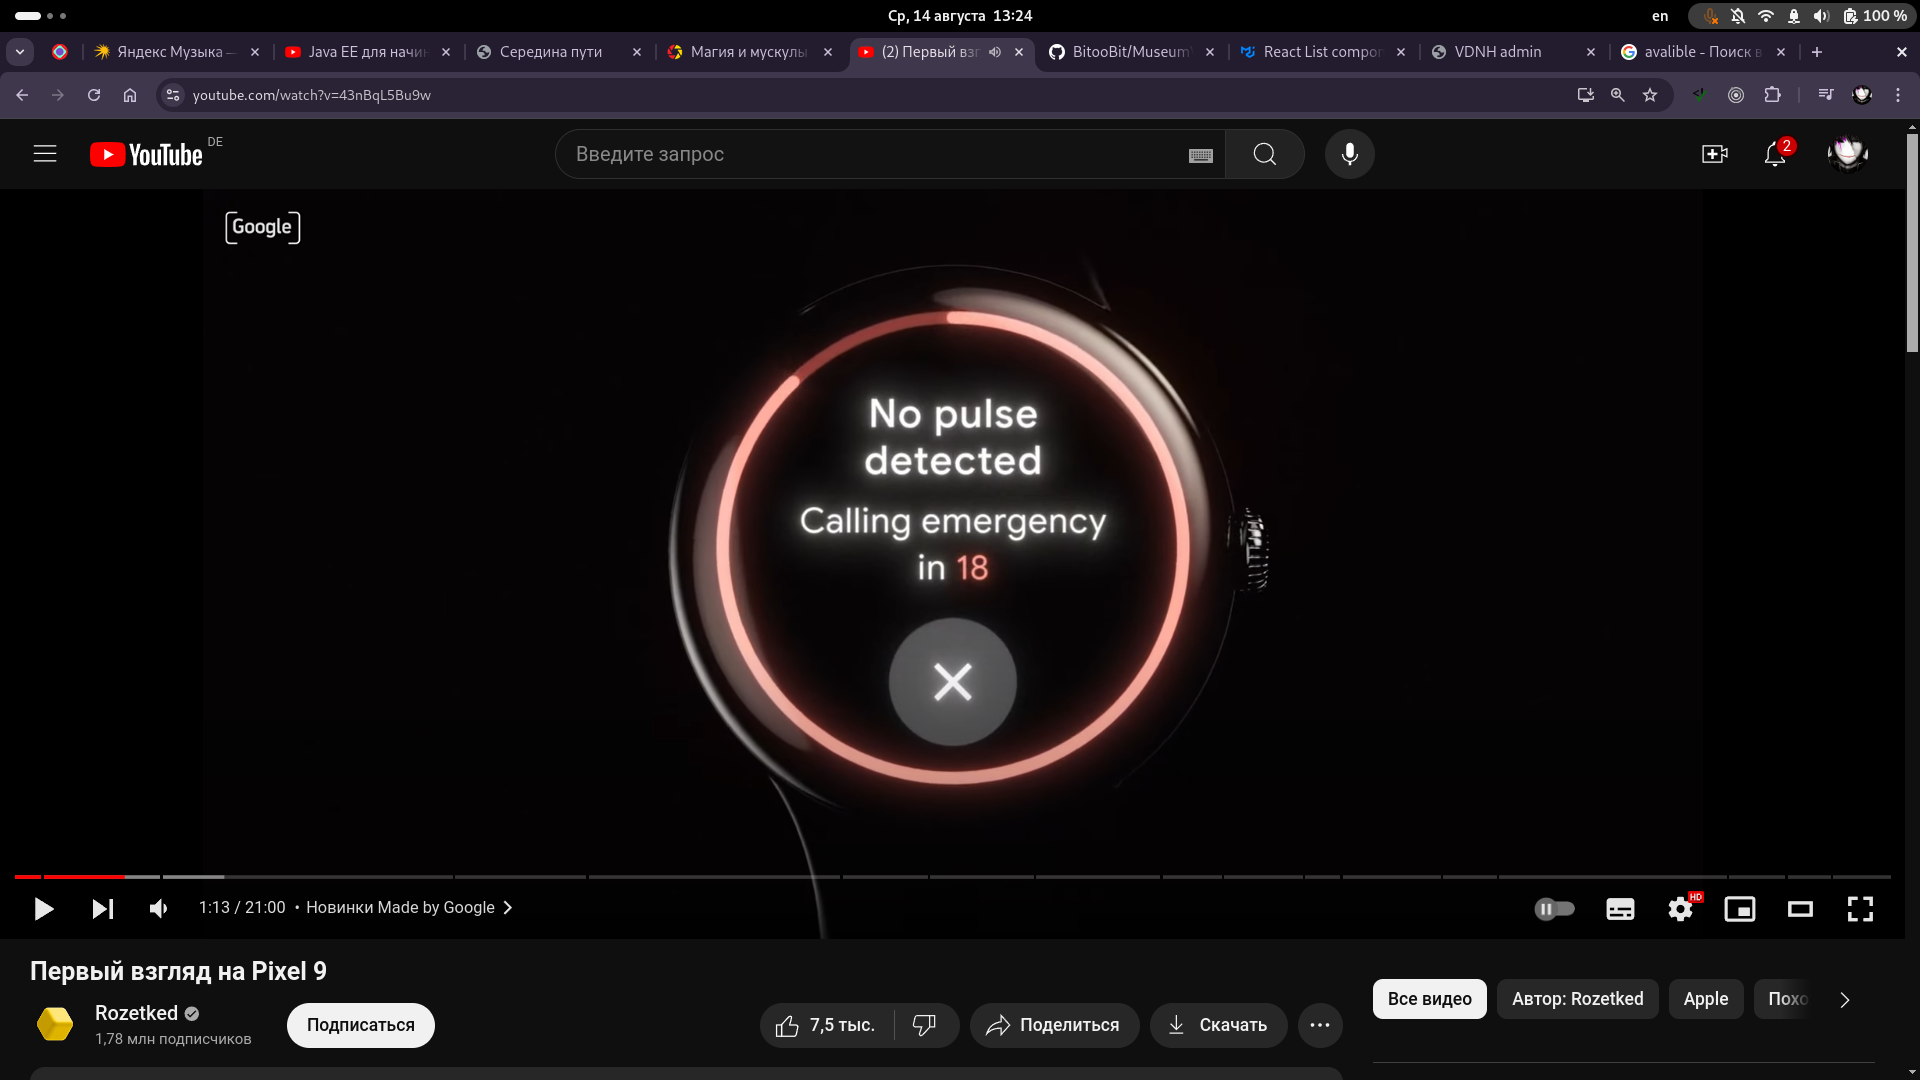 Ср, 14 августа 13:24
en
100 %
Яндекс Музыка —
Java EE для начин
Середина пути
Магия и мускулы
(2) Первый взг
BitooBit/Museum
React List compon
VDNH admin
avalible - Поиск в
youtube.com/watch?v=43nBqL5Bu9w
YouTube
DE
Введите запрос
2
[Google]
No pulse
detected
Calling emergency
in 18
1:13 / 21:00 • Новинки Made by Google
HD
Первый взгляд на Pixel 9
Rozetked
1,78 млн подписчиков
Подписаться
7,5 тыс.
Поделиться
Скачать
Все видео
Автор: Rozetked
Apple
Похо